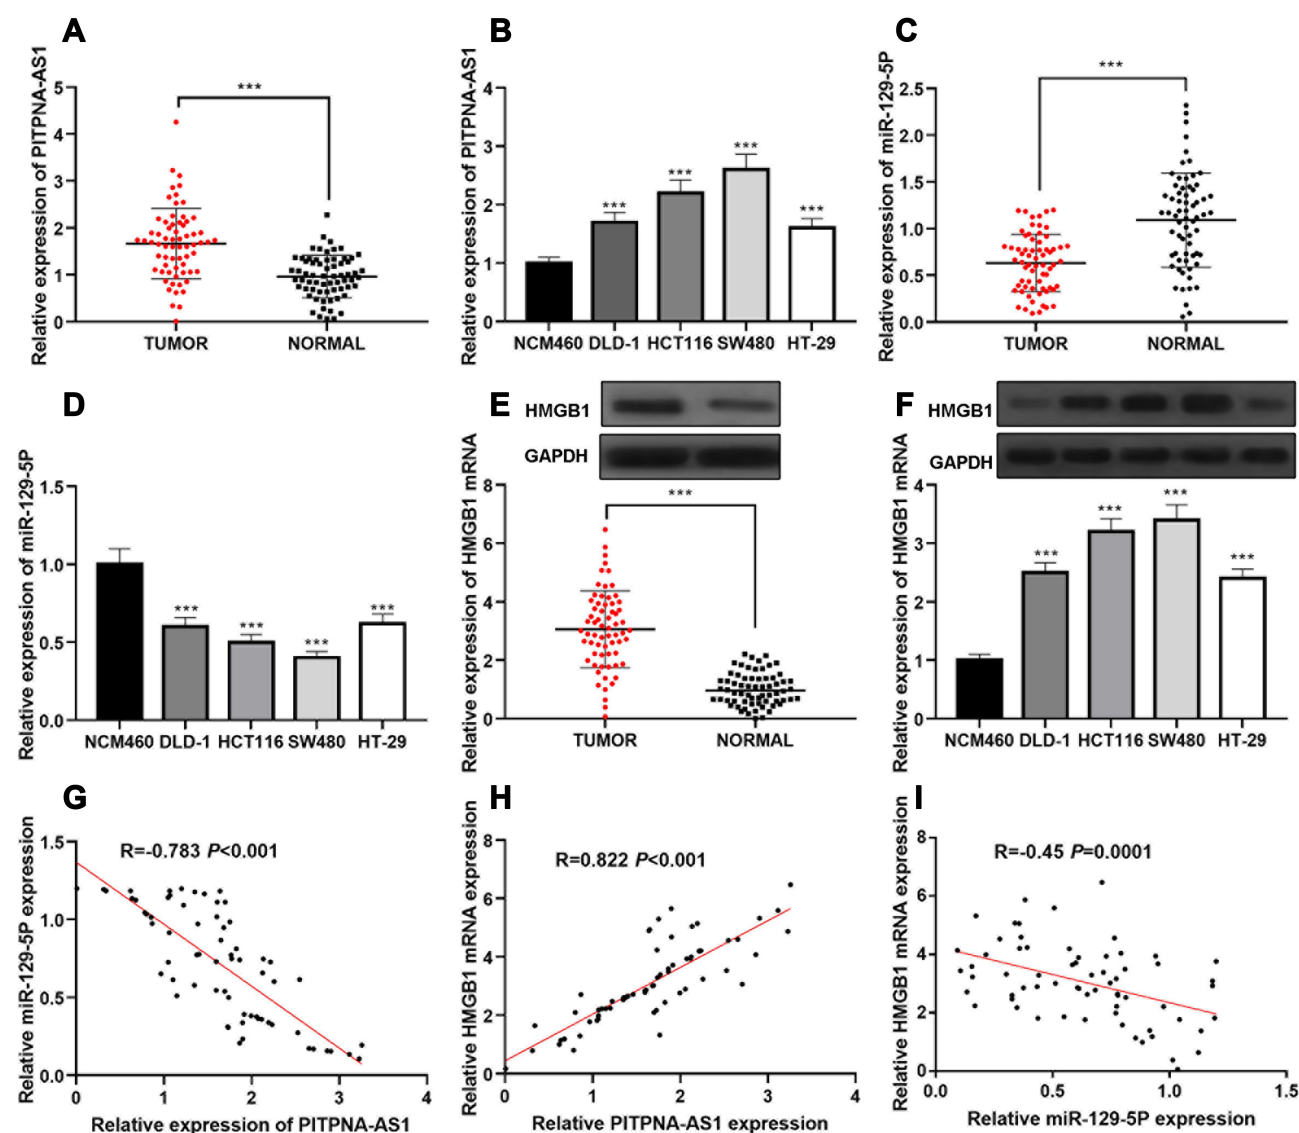 A
Relative expression of PITPNA-AS1
5
4
3
2
1
0
***
TUMOR NORMAL
B
Relative expression of PITPNA-AS1
4
3
2
1
0
*** *** *** ***
NCM460 DLD-1 HCT116 SW480 HT-29
C
Relative expression of miR-129-5P
2.5
2.0
1.5
1.0
0.5
0.0
***
TUMOR NORMAL
D
Relative expression of miR-129-5P
1.5
1.0
0.5
0.0
*** *** *** ***
NCM460 DLD-1 HCT116 SW480 HT-29
E
HMGB1
GAPDH
Relative expression of HMGB1 mRNA
8
6
4
2
0
***
TUMOR NORMAL
F
HMGB1
GAPDH
Relative expression of HMGB1 mRNA
4
3
2
1
0
*** *** *** ***
NCM460 DLD-1 HCT116 SW480 HT-29
G
Relative miR-129-5P expression
1.5
1.0
0.5
0.0
R=-0.783 P<0.001
0 1 2 3 4
Relative expression of PITPNA-AS1
H
Relative HMGB1 mRNA expression
8
6
4
2
0
R=0.822 P<0.001
0 1 2 3 4
Relative PITPNA-AS1 expression
I
Relative HMGB1 mRNA expression
8
6
4
2
0
R=-0.45 P=0.0001
0.0 0.5 1.0 1.5
Relative miR-129-5P expression